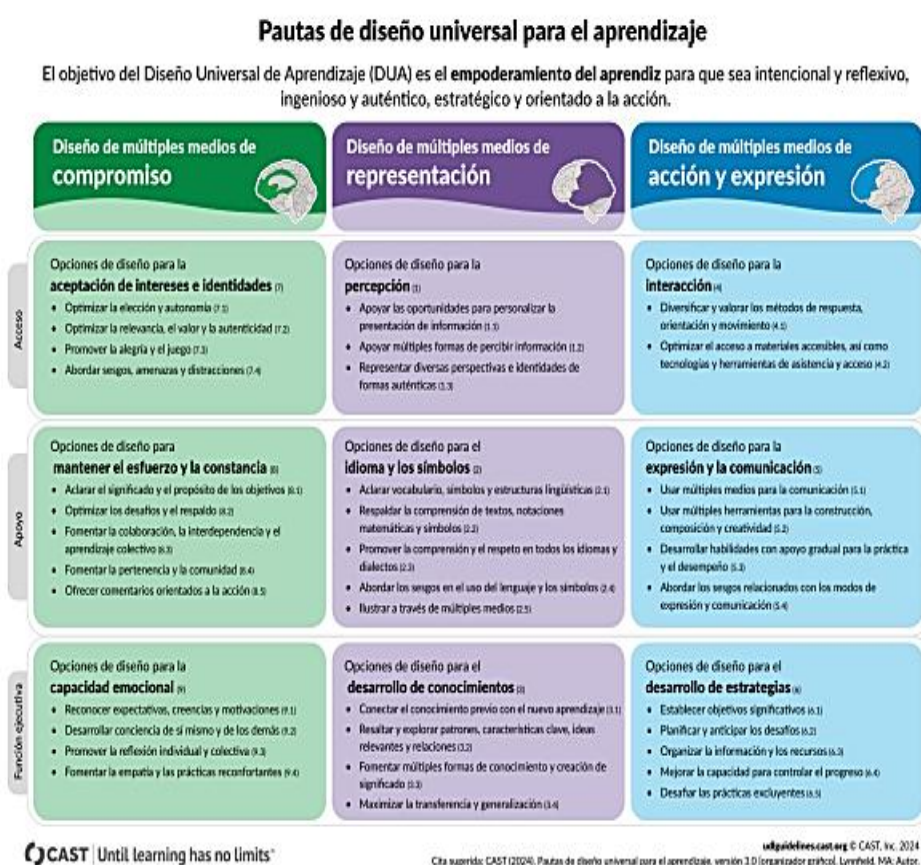 Pautas de diseño universal para el aprendizaje
El objetivo del Diseño Universal de Aprendizaje (DUA) es el empoderamiento del aprendiz para que sea intencional y reflexivo,
ingenioso y auténtico, estratégico y orientado a la acción.
Diseño de múltiples medios de
compromiso
Diseño de múltiples medios de
representación
Diseño de múltiples medios de
acción y expresión
Acceso
Opciones de diseño para la
aceptación de intereses e identidades (7)
• Optimizar la elección y autonomía (7.1)
• Optimizar la relevancia, el valor y la autenticidad (7.2)
• Promover la alegría y el juego (7.3)
• Abordar sesgos, amenazas y distracciones (7.4)
Opciones de diseño para la
percepción (1)
• Apoyar las oportunidades para personalizar la
presentación de información (1.1)
• Apoyar múltiples formas de percibir información (1.2)
• Representar diversas perspectivas e identidades de
formas auténticas (1.3)
Opciones de diseño para la
interacción (4)
• Diversificar y valorar los métodos de respuesta,
orientación y movimiento (4.1)
• Optimizar el acceso a materiales accesibles, así como
tecnologías y herramientas de asistencia y acceso (4.2)
Apoyo
Opciones de diseño para
mantener el esfuerzo y la constancia (8)
• Aclarar el significado y el propósito de los objetivos (8.1)
• Optimizar los desafíos y el respaldo (8.2)
• Fomentar la colaboración, la interdependencia y el
aprendizaje colectivo (8.3)
• Fomentar la pertenencia y la comunidad (8.4)
• Ofrecer comentarios orientados a la acción (8.5)
Opciones de diseño para el
idioma y los símbolos (2)
• Aclarar vocabulario, símbolos y estructuras lingüísticas (2.1)
• Respaldar la comprensión de textos, notaciones
matemáticas y símbolos (2.2)
• Promover la comprensión y el respeto en todos los idiomas y
dialectos (2.3)
• Abordar los sesgos en el uso del lenguaje y los símbolos (2.4)
• Ilustrar a través de múltiples medios (2.5)
Opciones de diseño para la
expresión y la comunicación (5)
• Usar múltiples medios para la comunicación (5.1)
• Usar múltiples herramientas para la construcción,
composición y creatividad (5.2)
• Desarrollar habilidades con apoyo gradual para la práctica
y el desempeño (5.3)
• Abordar los sesgos relacionados con los modos de
expresión y comunicación (5.4)
Función ejecutiva
Opciones de diseño para la
capacidad emocional (9)
• Reconocer expectativas, creencias y motivaciones (9.1)
• Desarrollar conciencia de sí mismo y de los demás (9.2)
• Promover la reflexión individual y colectiva (9.3)
• Fomentar la empatía y las prácticas reconfortantes (9.4)
Opciones de diseño para el
desarrollo de conocimientos (3)
• Conectar el conocimiento previo con el nuevo aprendizaje (3.1)
• Resaltar y explorar patrones, características clave, ideas
relevantes y relaciones (3.2)
• Fomentar múltiples formas de conocimiento y creación de
significado (3.3)
• Maximizar la transferencia y generalización (3.4)
Opciones de diseño para el
desarrollo de estrategias (6)
• Establecer objetivos significativos (6.1)
• Planificar y anticipar los desafíos (6.2)
• Organizar la información y los recursos (6.3)
• Mejorar la capacidad para controlar el progreso (6.4)
• Desafiar las prácticas excluyentes (6.5)
CAST | Until learning has no limits
udlguidelines.cast.org © CAST, Inc. 2024
Cita sugerida: CAST (2024). Pautas de diseño universal para el aprendizaje, versión 3.0 [organizador gráfico]. Lynnfield, MA: Autor.